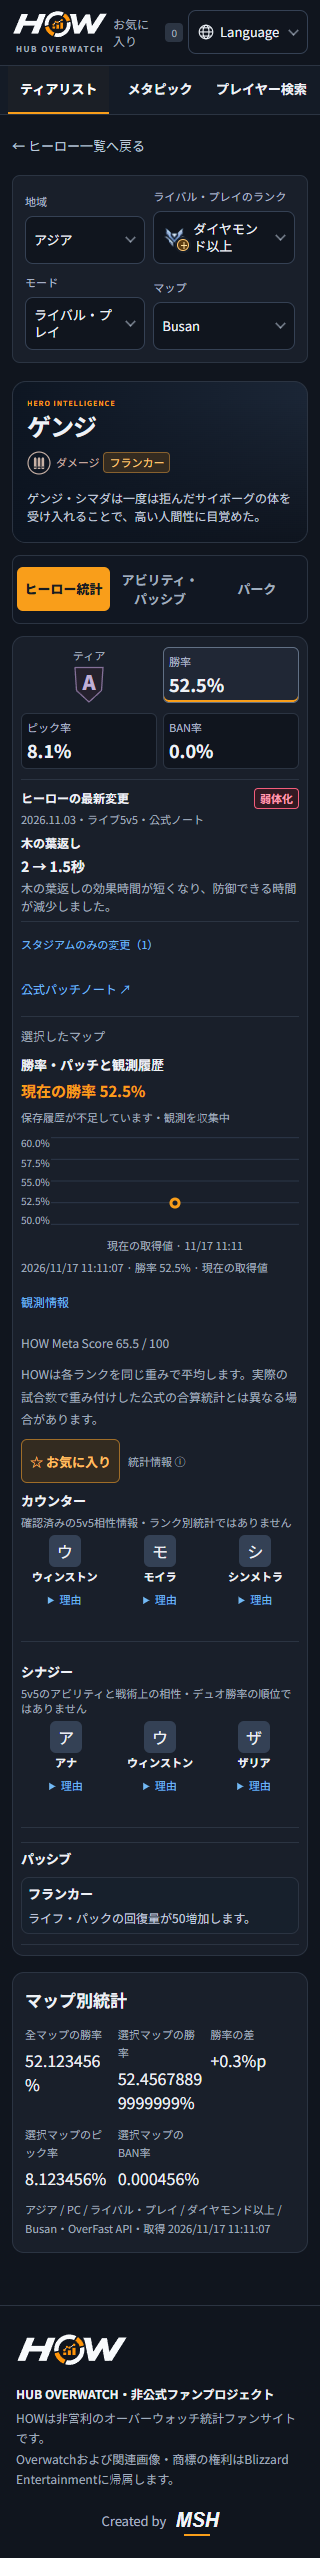 HOW
HUB OVERWATCH
お気に
入り
0
Language
ティアリスト
メタピック
プレイヤー検索
← ヒーロー一覧へ戻る
地域
ライバル・プレイのランク
アジア
ダイヤモン
ド以上
モード
マップ
ライバル・プ
レイ
Busan
HERO INTELLIGENCE
ゲンジ
ダメージ
フランカー
ゲンジ・シマダは一度は拒んだサイボーグの体を
受け入れることで、高い人間性に目覚めた。
ヒーロー統計
アビリティ・
パッシブ
パーク
ティア
A
勝率
52.5%
ピック率
8.1%
BAN率
0.0%
ヒーローの最新変更
弱体化
2026.11.03・ライブ5v5・公式ノート
木の葉返し
2 → 1.5秒
木の葉返しの効果時間が短くなり、防御できる時間
が減少しました。
スタジアムのみの変更（1）
公式パッチノート ↗
選択したマップ
勝率・パッチと観測履歴
現在の勝率 52.5%
保存履歴が不足しています・観測を収集中
60.0%
57.5%
55.0%
52.5%
50.0%
現在の取得値 · 11/17 11:11
2026/11/17 11:11:07 · 勝率 52.5% · 現在の取得値
観測情報
HOW Meta Score 65.5 / 100
HOWは各ランクを同じ重みで平均します。実際の
試合数で重み付けした公式の合算統計とは異なる場
合があります。
☆ お気に入り
統計情報 ⓘ
カウンター
確認済みの5v5相性情報・ランク別統計ではありません
ウ
モ
シ
ウィンストン
モイラ
シンメトラ
▶ 理由
▶ 理由
▶ 理由
シナジー
5v5のアビリティと戦術上の相性・デュオ勝率の順位で
はありません
ア
ウ
ザ
アナ
ウィンストン
ザリア
▶ 理由
▶ 理由
▶ 理由
パッシブ
フランカー
ライフ・パックの回復量が50増加します。
マップ別統計
全マップの勝率
52.123456
%
選択マップの勝
率
52.4567889
9999999%
勝率の差
+0.3%p
選択マップのピ
ック率
8.123456%
選択マップの
BAN率
0.000456%
アジア / PC / ライバル・プレイ / ダイヤモンド以上 /
Busan・OverFast API・取得 2026/11/17 11:11:07
HOW
HUB OVERWATCH・非公式ファンプロジェクト
HOWは非営利のオーバーウォッチ統計ファンサイト
です。
Overwatchおよび関連画像・商標の権利はBlizzard
Entertainmentに帰属します。
Created by
MSH